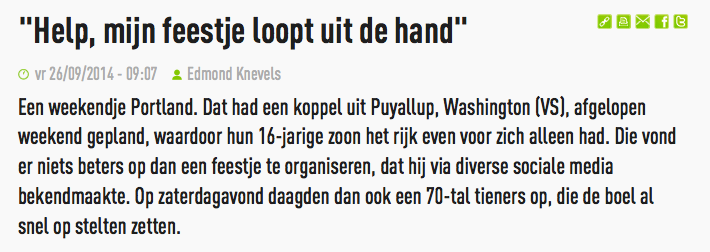 "Help, mijn feestje loopt uit de hand"
vr 26/09/2014 - 09:07 Edmond Knevels
Een weekendje Portland. Dat had een koppel uit Puyallup, Washington (VS), afgelopen
weekend gepland, waardoor hun 16-jarige zoon het rijk even voor zich alleen had. Die vond
er niets beters op dan een feestje te organiseren, dat hij via diverse sociale media
bekendmaakte. Op zaterdagavond daagden dan ook een 70-tal tieners op, die de boel al
snel op stelten zetten.